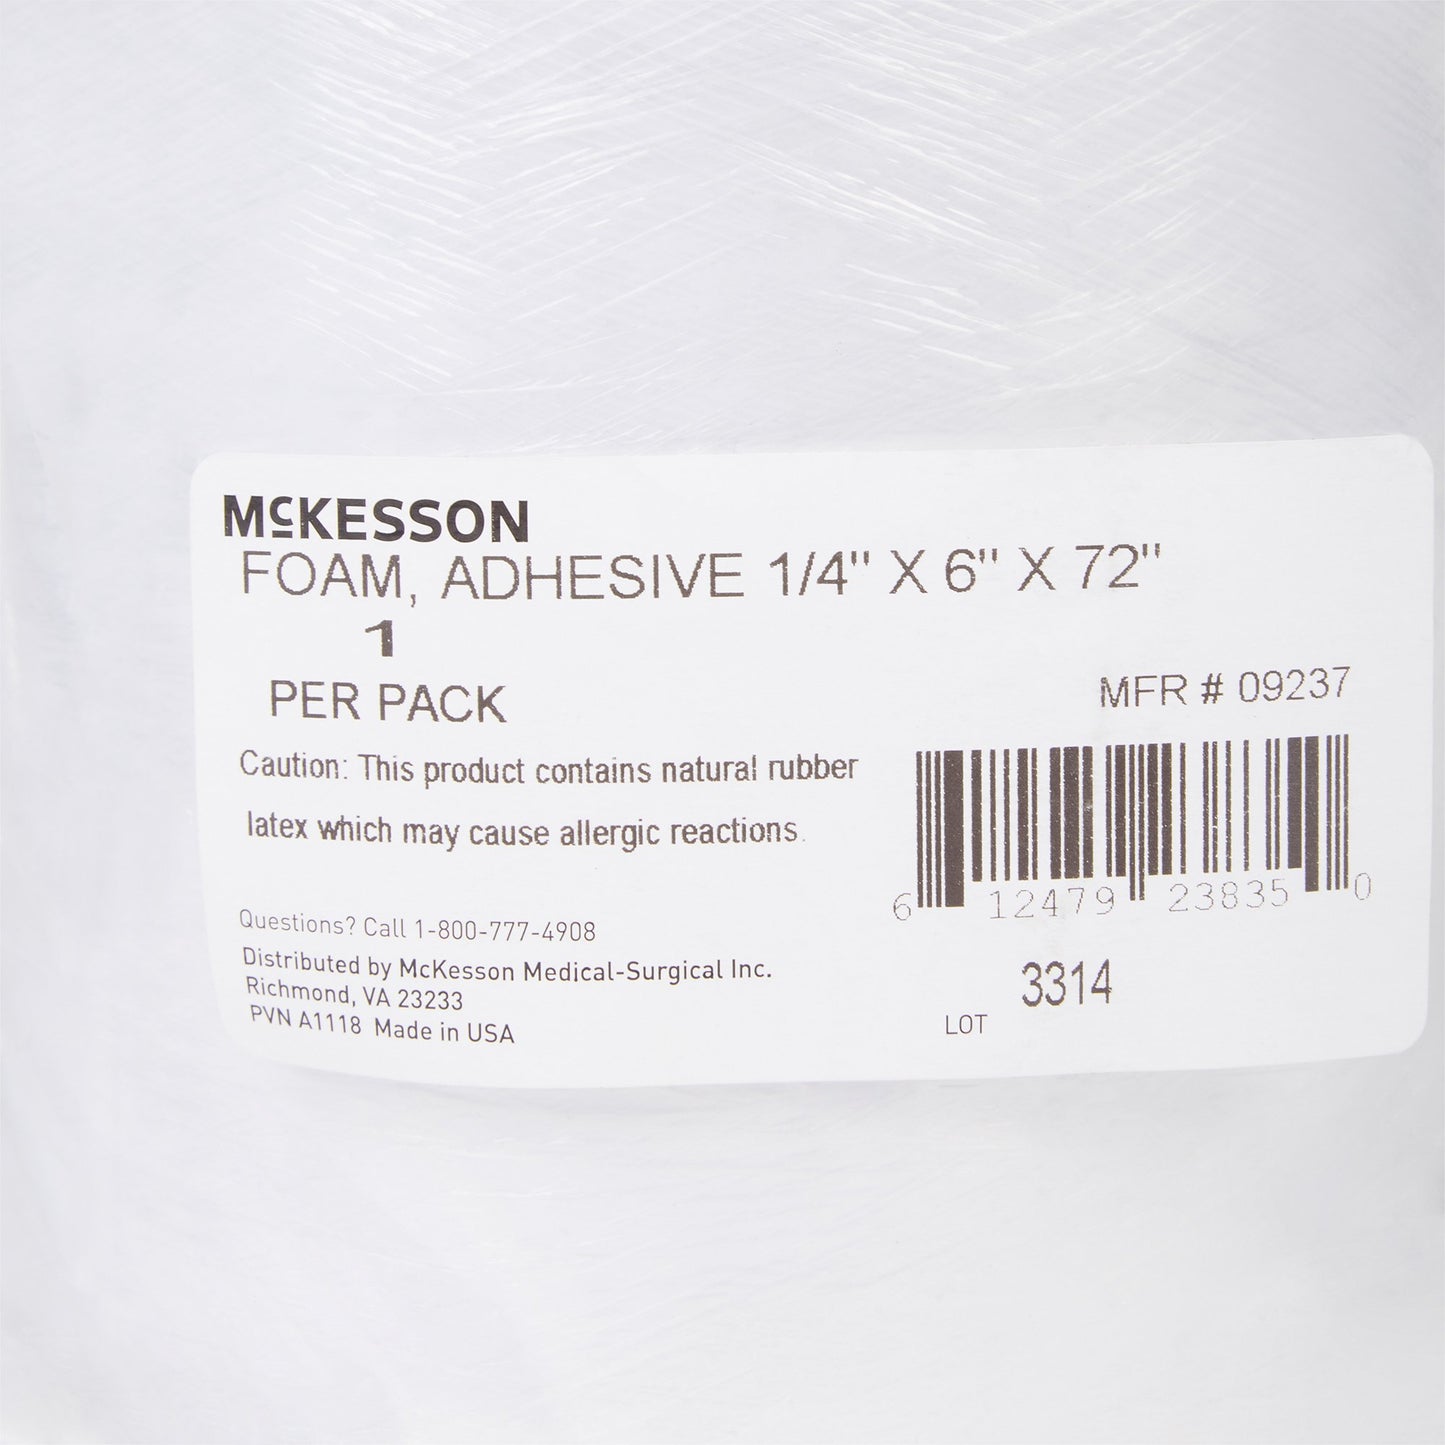 McKESSON
FOAM, ADHESIVE 1/4" X 6" X 72"
1
PER PACK
MFR # 09237
Caution: This product contains natural rubber
latex which may cause allergic reactions.
6 12479 23835 0
Questions? Call 1-800-777-4908
Distributed by McKesson Medical-Surgical Inc.
Richmond, VA 23233
PVN A1118 Made in USA
LOT 3314